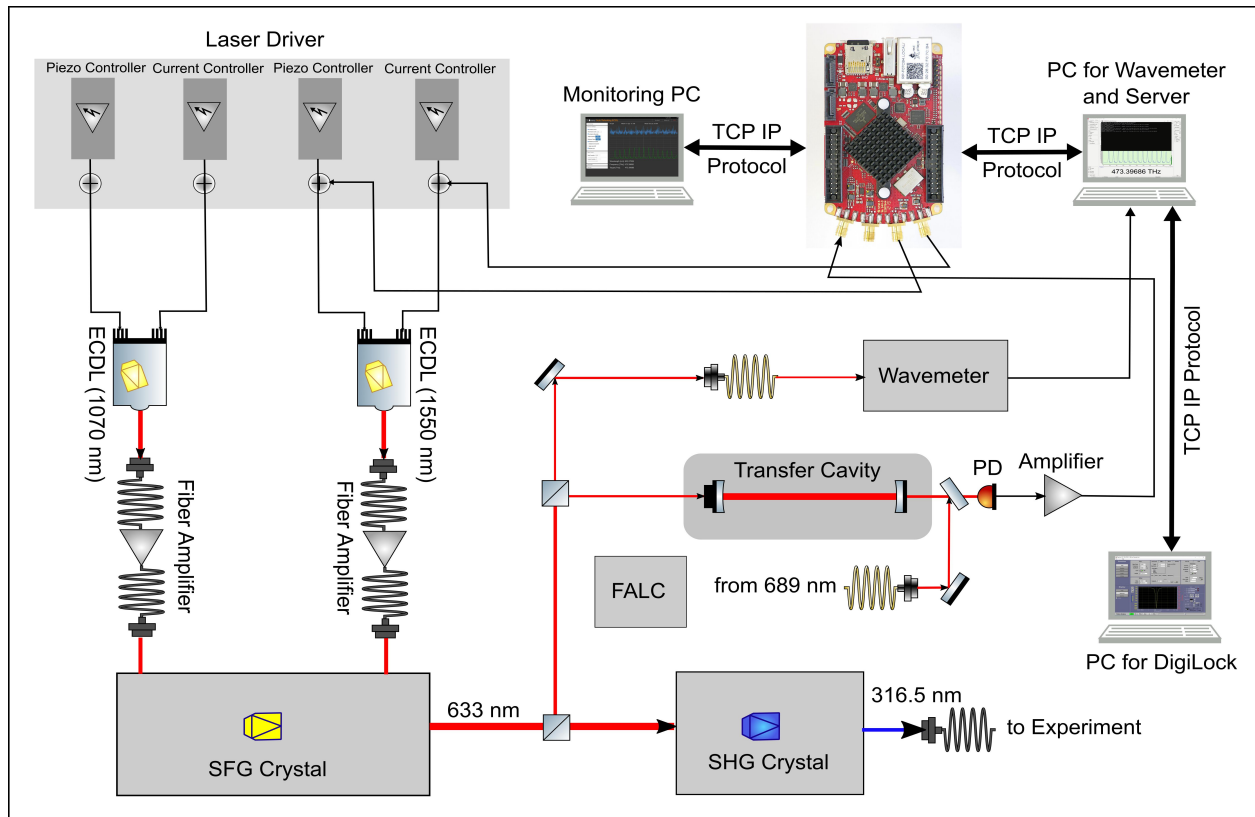 Laser Driver
Piezo Controller
Current Controller
Piezo Controller
Current Controller
Monitoring PC
TCP IP
Protocol
TCP IP
Protocol
PC for Wavemeter
and Server
473.39686 THz
ECDL (1070 nm)
ECDL (1550 nm)
Wavemeter
TCP IP Protocol
Fiber Amplifier
Fiber Amplifier
Transfer Cavity
PD
Amplifier
FALC
from 689 nm
PC for DigiLock
633 nm
316.5 nm
to Experiment
SFG Crystal
SHG Crystal